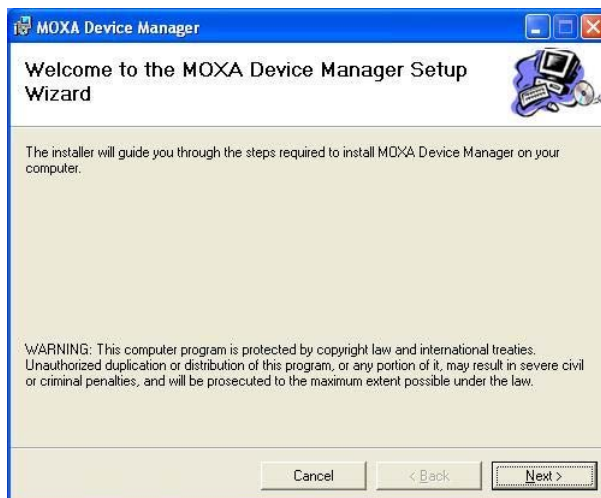 MOXA Device Manager
Welcome to the MOXA Device Manager Setup
Wizard
The installer will guide you through the steps required to install MOXA Device Manager on your
computer.
WARNING: This computer program is protected by copyright law and international treaties.
Unauthorized duplication or distribution of this program, or any portion of it, may result in severe civil
or criminal penalties, and will be prosecuted to the maximum extent possible under the law.
Cancel < Back Next >